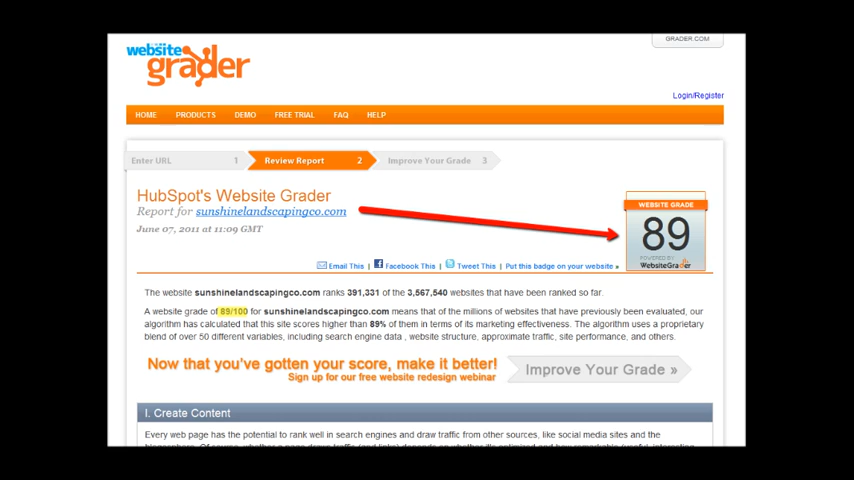 GRADER.COM
website
grader
Login/Register
HOME PRODUCTS DEMO FREE TRIAL FAQ HELP
Enter URL 1 Review Report 2 Improve Your Grade 3
HubSpot's Website Grader
Report for sunshinelandscapingco.com
June 07, 2011 at 11:09 GMT
WEBSITE GRADE
89
POWERED BY
WebsiteGrader
Email This | Facebook This | Tweet This | Put this badge on your website »
The website sunshinelandscapingco.com ranks 391,331 of the 3,567,540 websites that have been ranked so far.
A website grade of 89/100 for sunshinelandscapingco.com means that of the millions of websites that have previously been evaluated, our
algorithm has calculated that this site scores higher than 89% of them in terms of its marketing effectiveness. The algorithm uses a proprietary
blend of over 50 different variables, including search engine data , website structure, approximate traffic, site performance, and others.
Now that you've gotten your score, make it better!
Sign up for our free website redesign webinar
Improve Your Grade »
I. Create Content
Every web page has the potential to rank well in search engines and draw traffic from other sources, like social media sites and the